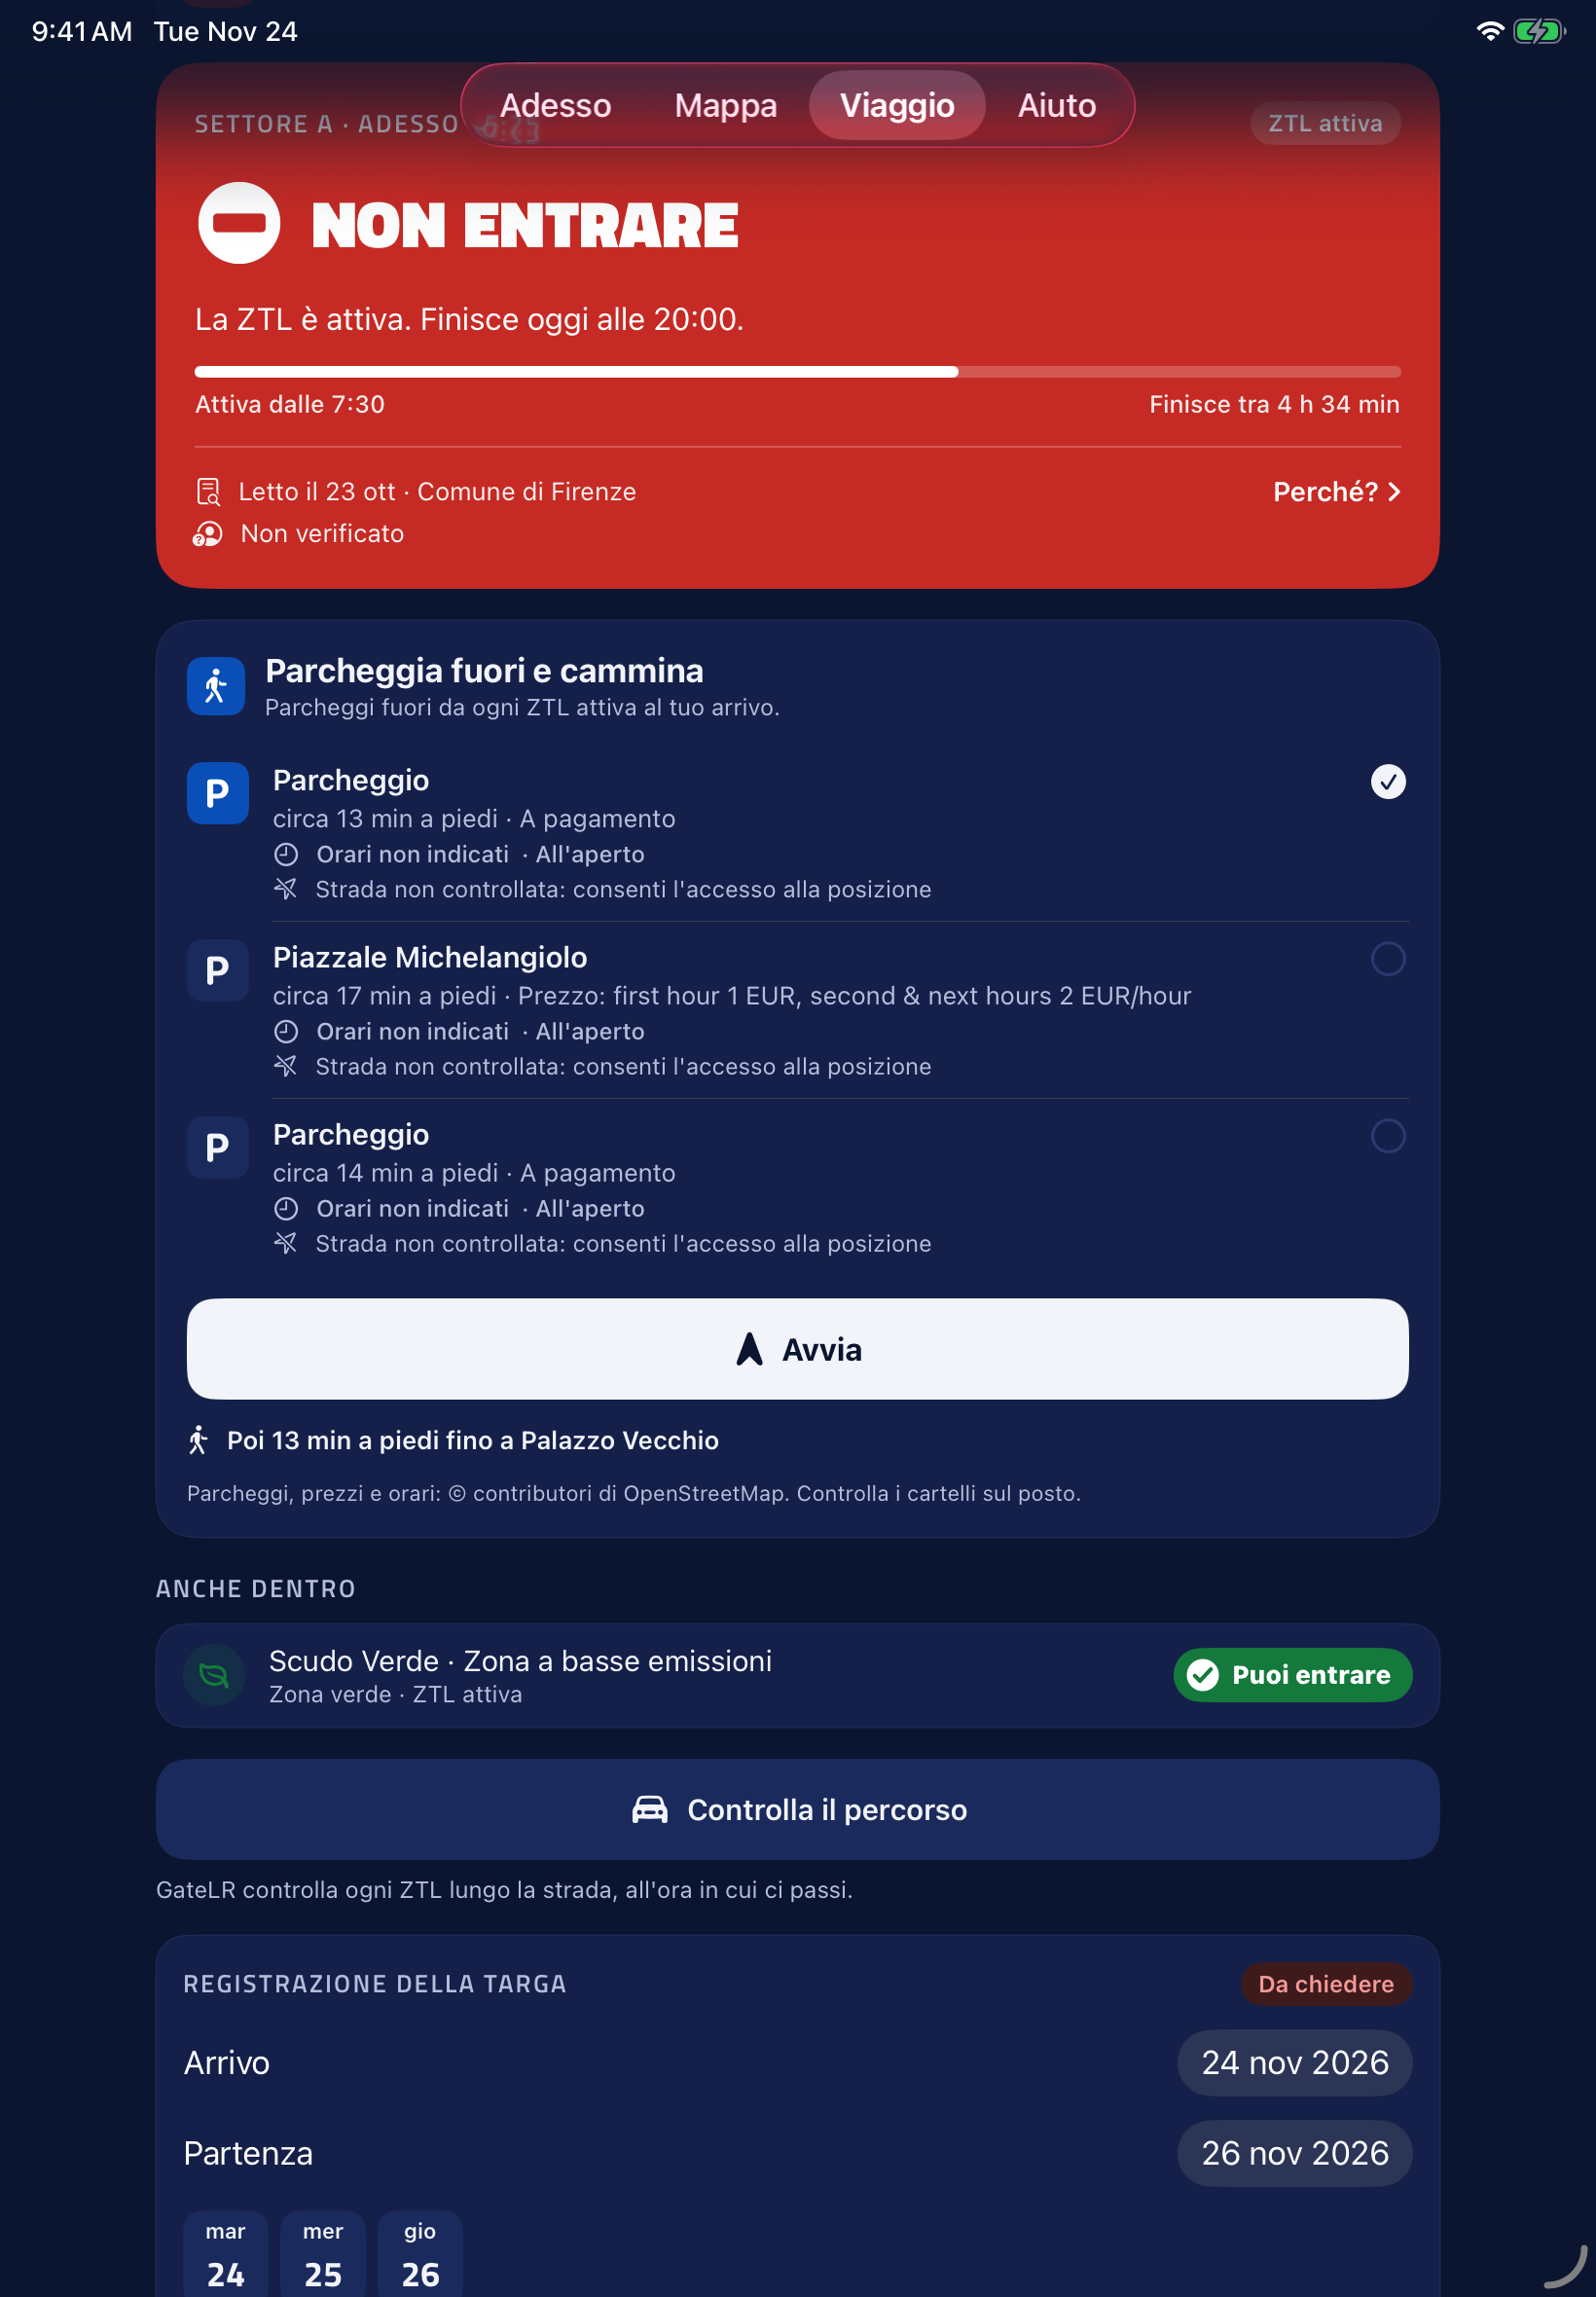 9:41 AM Tue Nov 24
Adesso Mappa Viaggio Aiuto
SETTORE A · ADESSO
ZTL attiva
NON ENTRARE
La ZTL è attiva. Finisce oggi alle 20:00.
Attiva dalle 7:30
Finisce tra 4 h 34 min
Letto il 23 ott · Comune di Firenze
Perché?
Non verificato
Parcheggia fuori e cammina
Parcheggi fuori da ogni ZTL attiva al tuo arrivo.
P
Parcheggio
circa 13 min a piedi · A pagamento
Orari non indicati · All'aperto
Strada non controllata: consenti l'accesso alla posizione
P
Piazzale Michelangiolo
circa 17 min a piedi · Prezzo: first hour 1 EUR, second & next hours 2 EUR/hour
Orari non indicati · All'aperto
Strada non controllata: consenti l'accesso alla posizione
P
Parcheggio
circa 14 min a piedi · A pagamento
Orari non indicati · All'aperto
Strada non controllata: consenti l'accesso alla posizione
Avvia
Poi 13 min a piedi fino a Palazzo Vecchio
Parcheggi, prezzi e orari: © contributori di OpenStreetMap. Controlla i cartelli sul posto.
ANCHE DENTRO
Scudo Verde · Zona a basse emissioni
Zona verde · ZTL attiva
Puoi entrare
Controlla il percorso
GateLR controlla ogni ZTL lungo la strada, all'ora in cui ci passi.
REGISTRAZIONE DELLA TARGA
Da chiedere
Arrivo
24 nov 2026
Partenza
26 nov 2026
mar mer gio
24 25 26